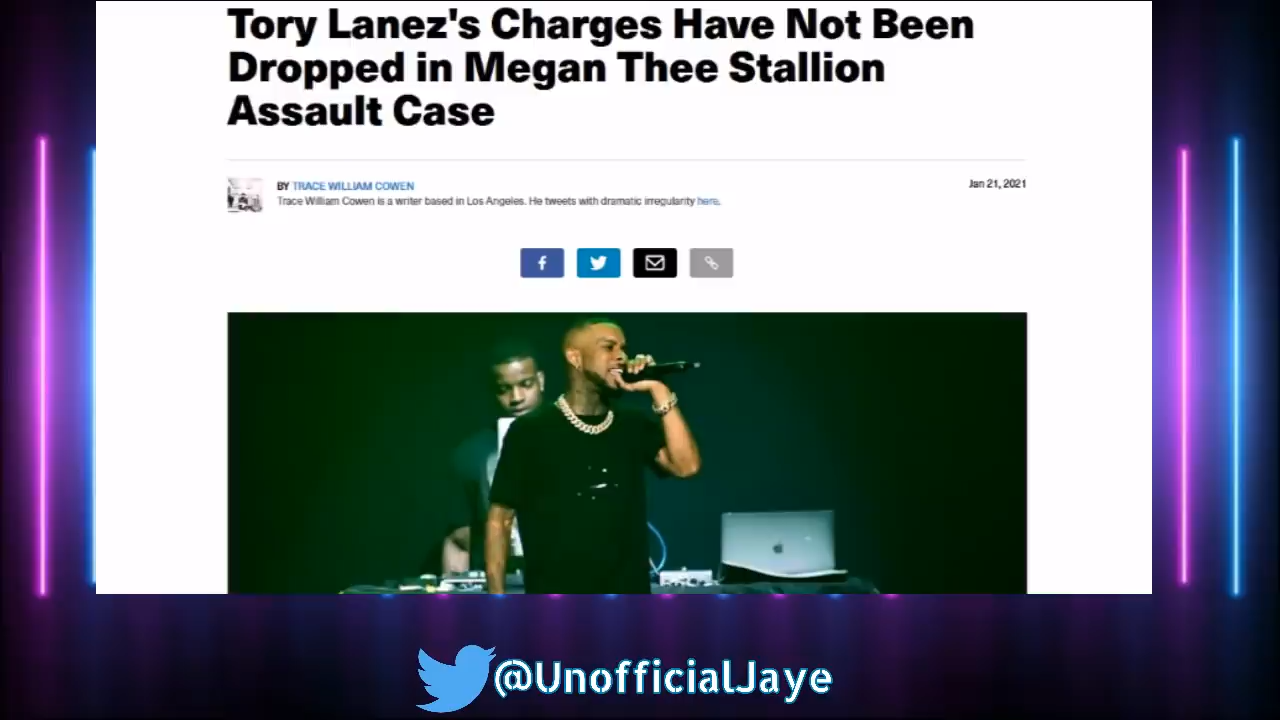 Tory Lanez's Charges Have Not Been
Dropped in Megan Thee Stallion
Assault Case
BY TRACE WILLIAM COWEN
Jan 21, 2021
Trace William Cowen is a writer based in Los Angeles. He tweets with dramatic irregularity here.
@UnofficialJaye